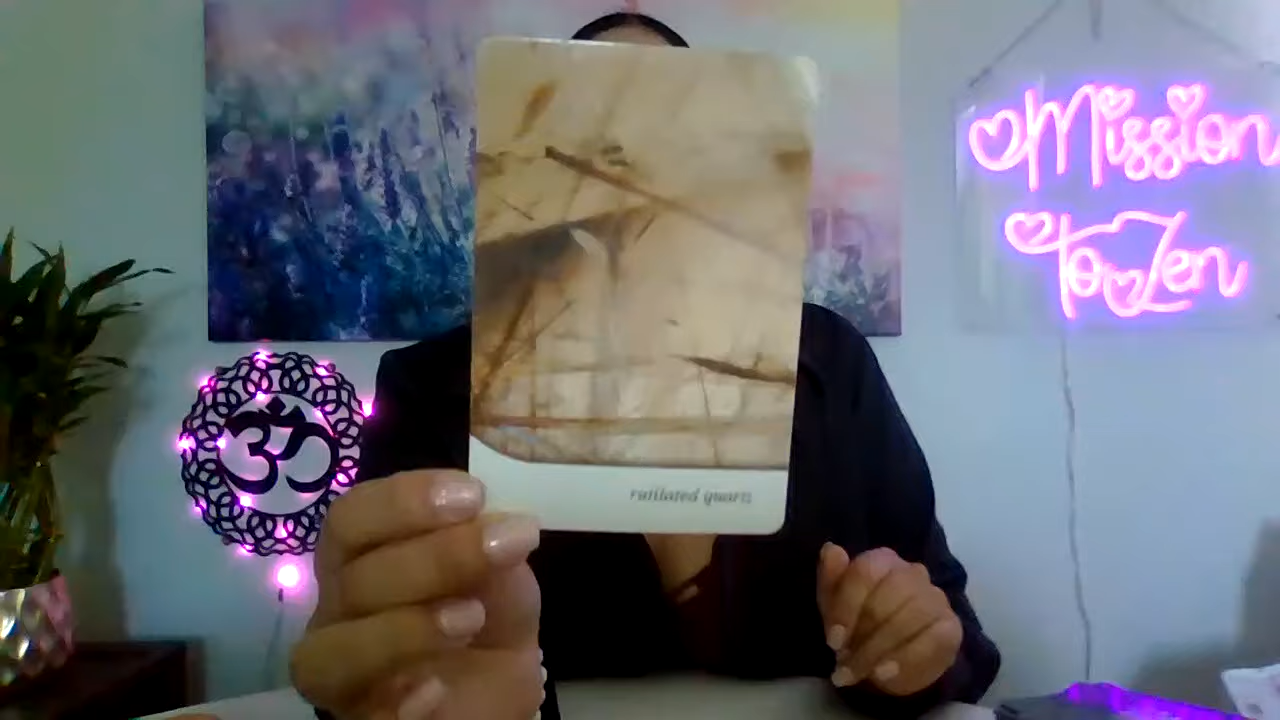 Mission
To Zen
ॐ
rutilated quartz